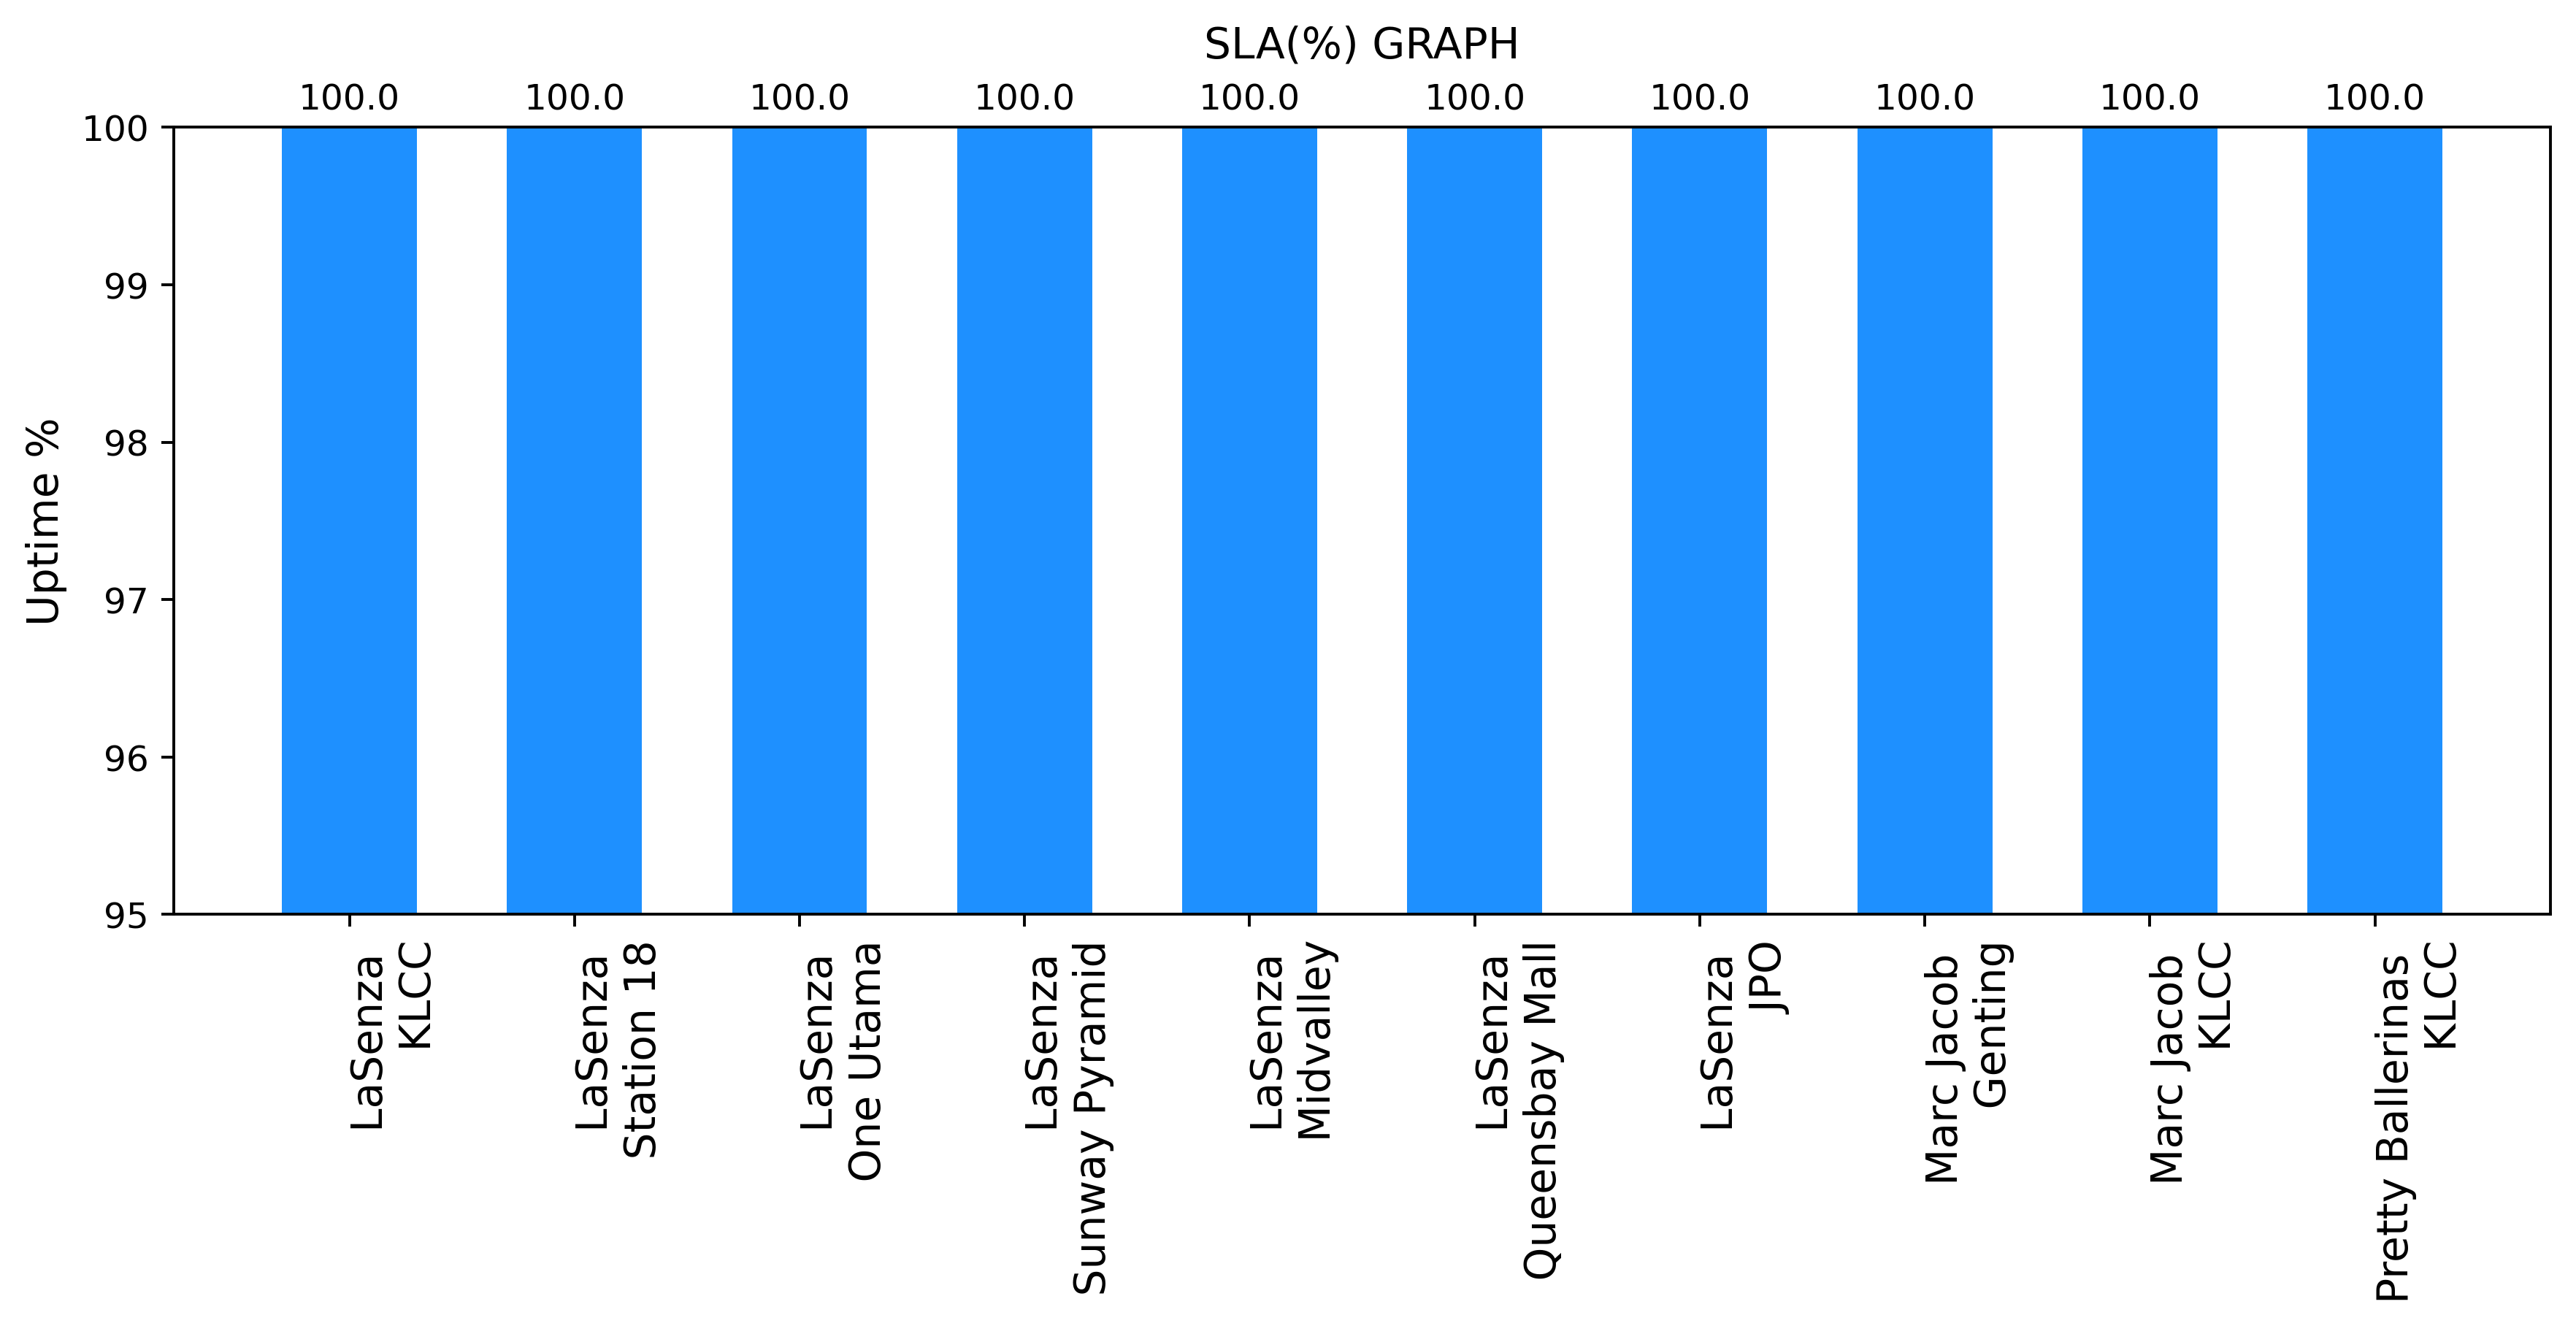 SLA(%) GRAPH
100.0 100.0 100.0 100.0 100.0 100.0 100.0 100.0 100.0 100.0
100
99
98
97
96
95
Uptime %
LaSenza
KLCC
LaSenza
Station 18
LaSenza
One Utama
LaSenza
Sunway Pyramid
LaSenza
Midvalley
LaSenza
Queensbay Mall
LaSenza
JPO
Marc Jacob
Genting
Marc Jacob
KLCC
Pretty Ballerinas
KLCC